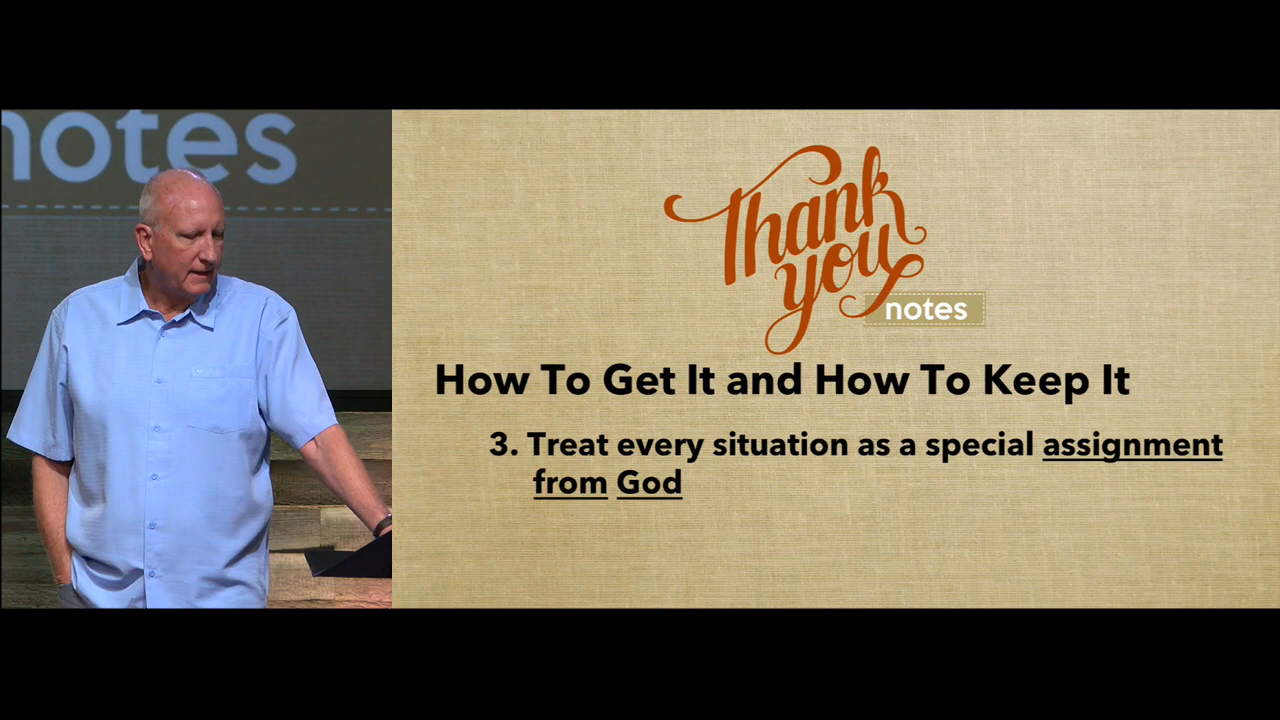 notes
Thank
you
notes
How To Get It and How To Keep It
3. Treat every situation as a special assignment
from God